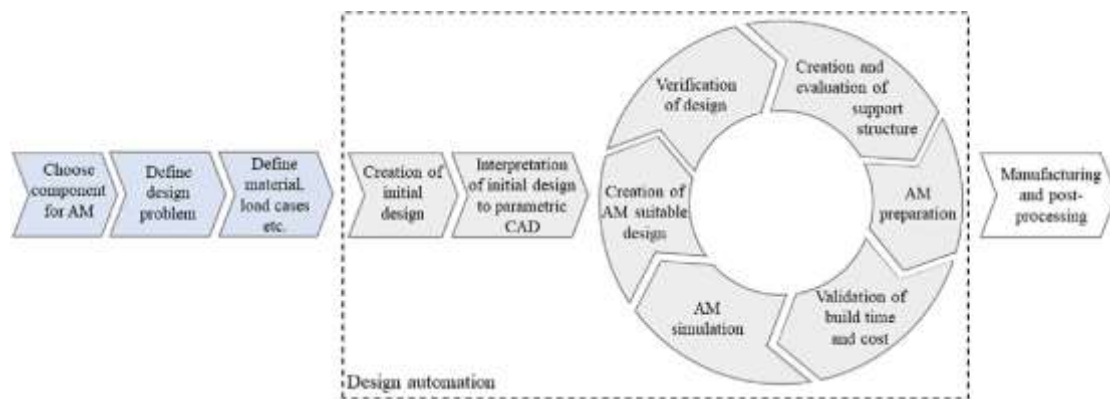 Choose
component
for AM
Define
design
problem
Define
material,
load cases
etc.
Creation of
initial
design
Interpretation
of initial design
to parametric
CAD
Creation of
AM suitable
design
Verification
of design
Creation and
evaluation of
support
structure
AM
preparation
Validation of
build time
and cost
AM
simulation
Manufacturing
and post-
processing
Design automation